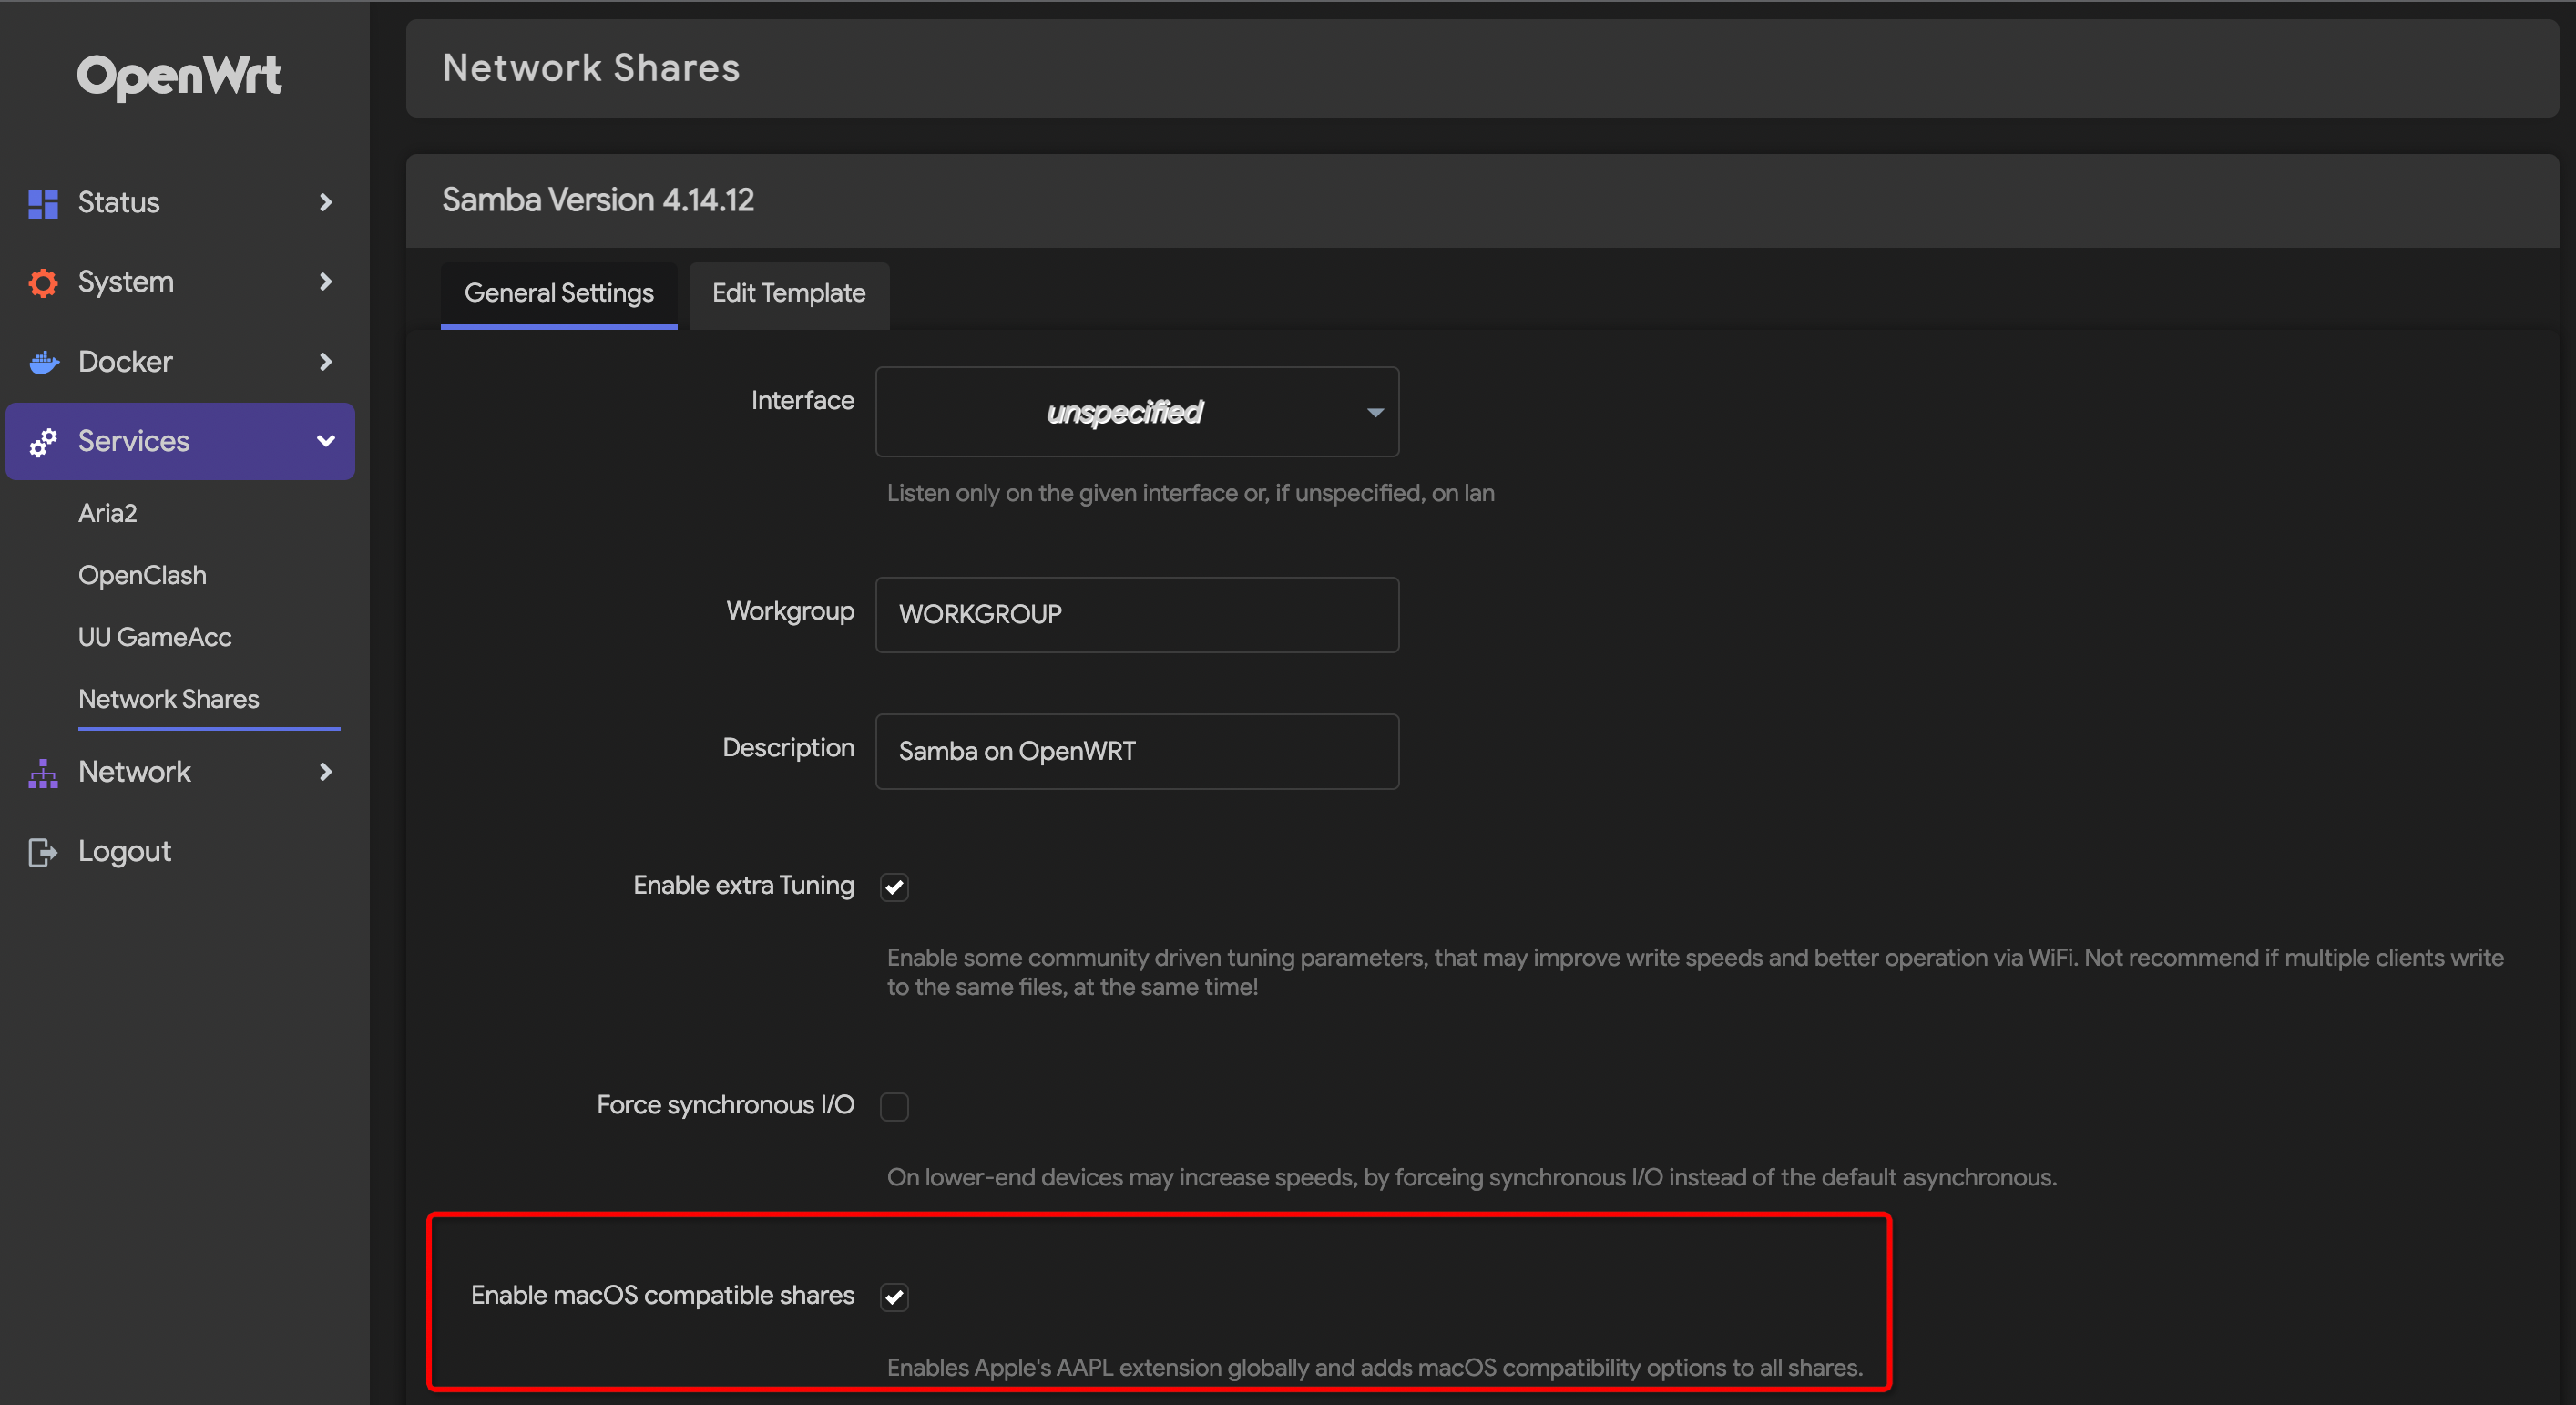 OpenWrt
Status
System
Docker
Services
Aria2
OpenClash
UU GameAcc
Network Shares
Network
Logout
Network Shares
Samba Version 4.14.12
General Settings
Edit Template
Interface
unspecified
Listen only on the given interface or, if unspecified, on lan
Workgroup
WORKGROUP
Description
Samba on OpenWRT
Enable extra Tuning
Enable some community driven tuning parameters, that may improve write speeds and better operation via WiFi. Not recommend if multiple clients write
to the same files, at the same time!
Force synchronous I/O
On lower-end devices may increase speeds, by forceing synchronous I/O instead of the default asynchronous.
Enable macOS compatible shares
Enables Apple's AAPL extension globally and adds macOS compatibility options to all shares.